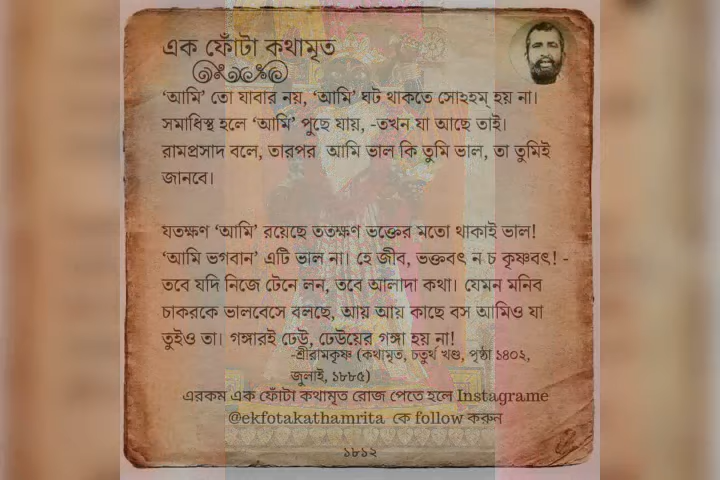 এক ফোঁটা কথামৃত
‘আমি’ তো যাবার নয়, ‘আমি’ ঘট থাকতে সোঽহম্ হয় না।
সমাধিস্থ হলে ‘আমি’ পুছে যায়, -তখন যা আছে তাই।
রামপ্রসাদ বলে, তারপর আমি ভাল কি তুমি ভাল, তা তুমিই
জানবে।
যতক্ষণ ‘আমি’ রয়েছে ততক্ষণ ভক্তের মতো থাকাই ভাল!
‘আমি ভগবান’ এটি ভাল না। হে জীব, ভক্তবৎ ন চ কৃষ্ণবৎ! -
তবে যদি নিজে টেনে লন, তবে আলাদা কথা। যেমন মনিব
চাকরকে ভালবেসে বলছে, আয় আয় কাছে বস আমিও যা
তুইও তা। গঙ্গারই ঢেউ, ঢেউয়ের গঙ্গা হয় না!
-শ্রীরামকৃষ্ণ (কথামৃত, চতুর্থ খণ্ড, পৃষ্ঠা ১৪০২,
জুলাই, ১৮৮৫)
এরকম এক ফোঁটা কথামৃত রোজ পেতে হলে Instagrame
@ekfotakathamrita কে follow করুন
১৮১২